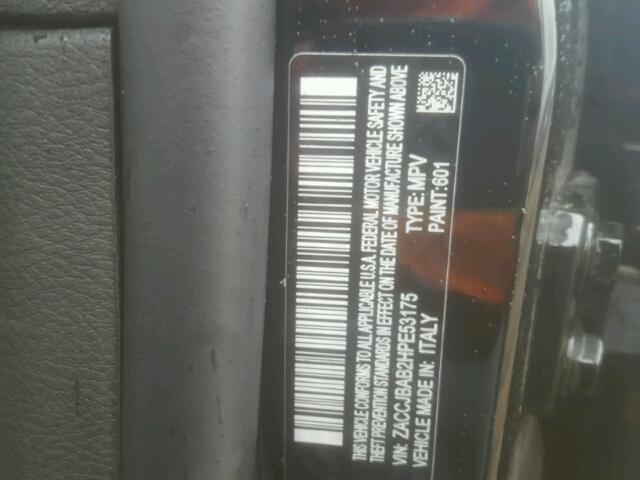 THIS VEHICLE CONFORMS TO ALL APPLICABLE U.S.A. FEDERAL MOTOR VEHICLE SAFETY AND
THEFT PREVENTION STANDARDS IN EFFECT ON THE DATE OF MANUFACTURE SHOWN ABOVE
VIN: ZACCJBAB2HPE53175 TYPE: MPV
VEHICLE MADE IN: ITALY PAINT: 601